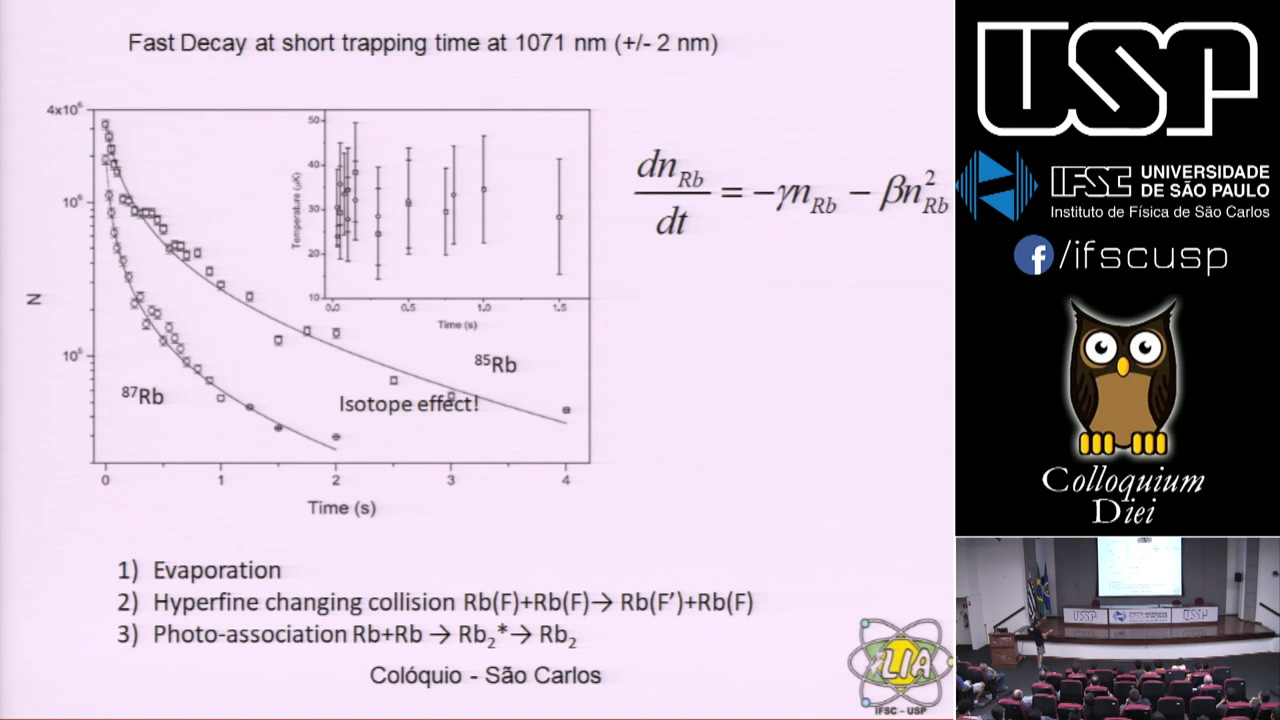 Fast Decay at short trapping time at 1071 nm (+/- 2 nm)
4x10⁶
10⁶
10⁵
N
0
1
2
3
4
Time (s)
50
40
30
20
10
Temperature (μK)
0.0
0.5
1.0
1.5
Time (s)
⁸⁵Rb
⁸⁷Rb
Isotope effect!
dn_Rb/dt = −γn_Rb − βn²_Rb
1) Evaporation
2) Hyperfine changing collision Rb(F)+Rb(F)→ Rb(F')+Rb(F)
3) Photo-association Rb+Rb → Rb₂*→ Rb₂
Colóquio - São Carlos
LIA
IFSC - USP
USP
IFSC UNIVERSIDADE
DE SÃO PAULO
Instituto de Física de São Carlos
f/ifscusp
Colloquium
Diei
USP
USP